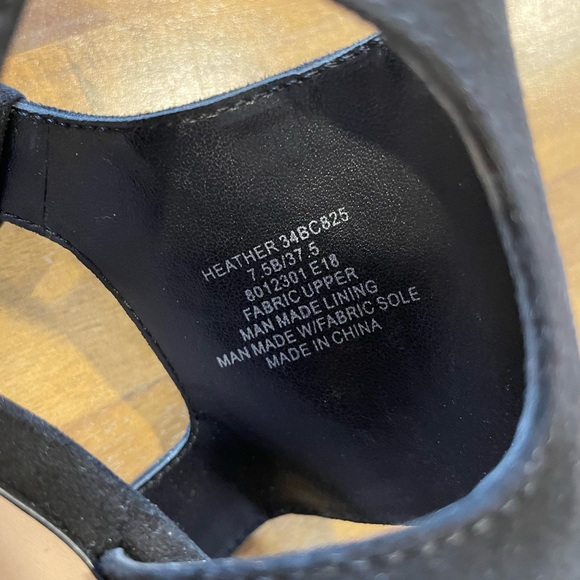 HEATHER 34BC825
7.5B/37.5
8012301 E18
FABRIC UPPER
MAN MADE LINING
MAN MADE W/FABRIC SOLE
MADE IN CHINA